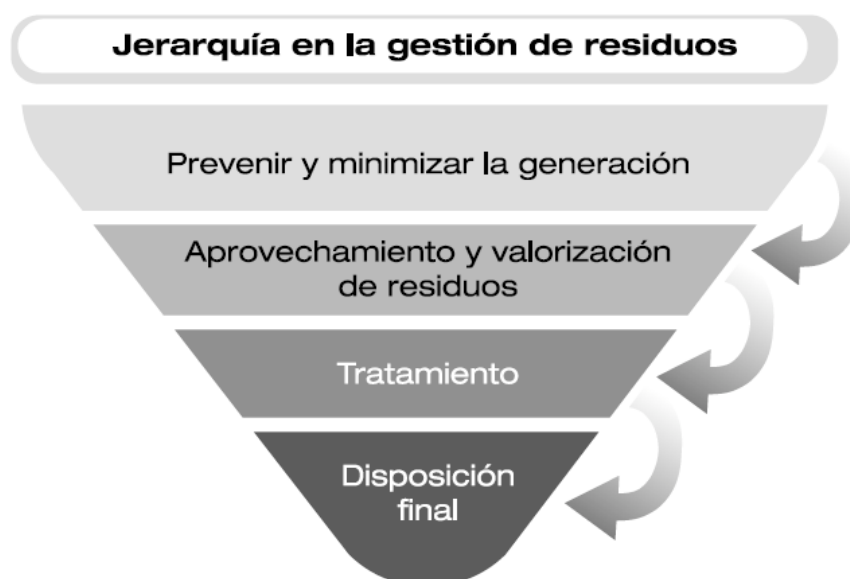 Jerarquía en la gestión de residuos
Prevenir y minimizar la generación
Aprovechamiento y valorización
de residuos
Tratamiento
Disposición
final